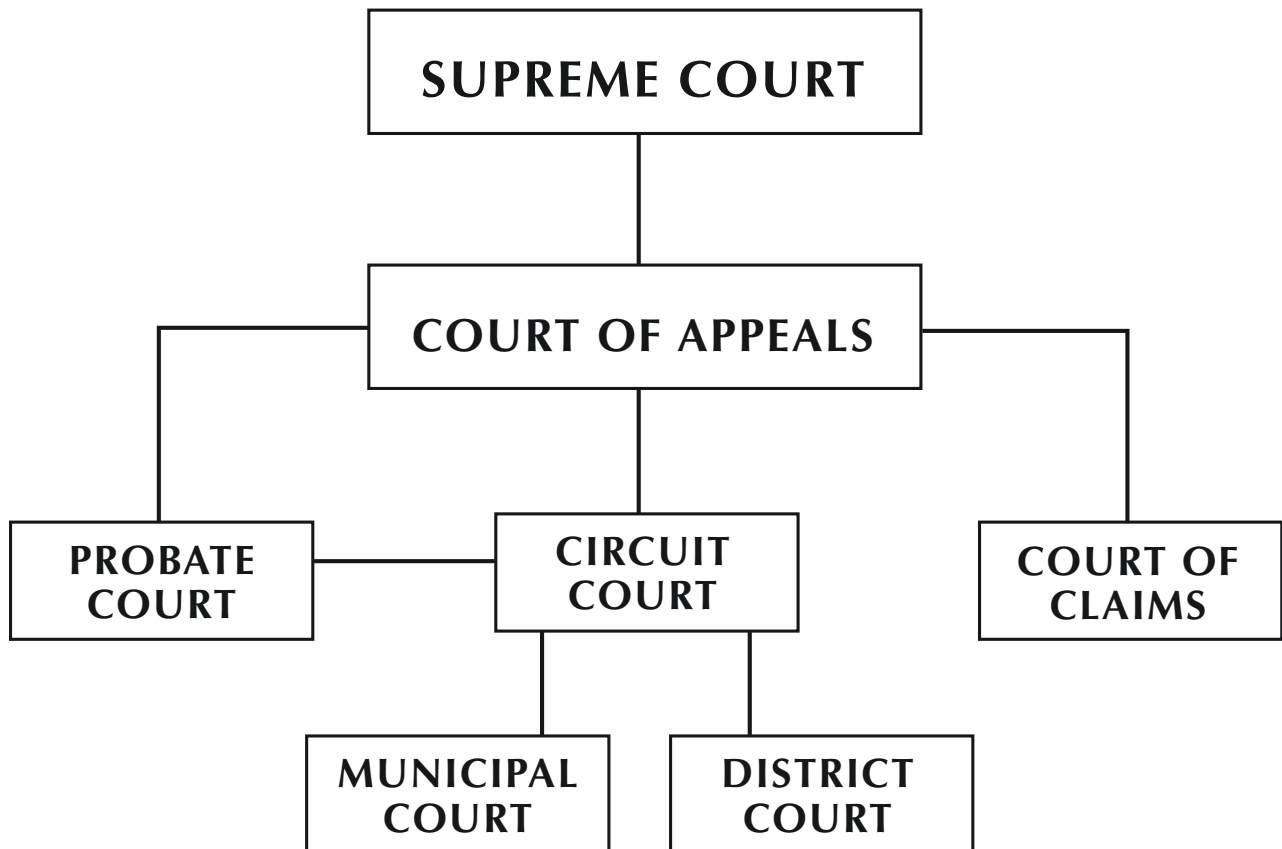 SUPREME COURT
COURT OF APPEALS
PROBATE
COURT
CIRCUIT
COURT
COURT OF
CLAIMS
MUNICIPAL
COURT
DISTRICT
COURT